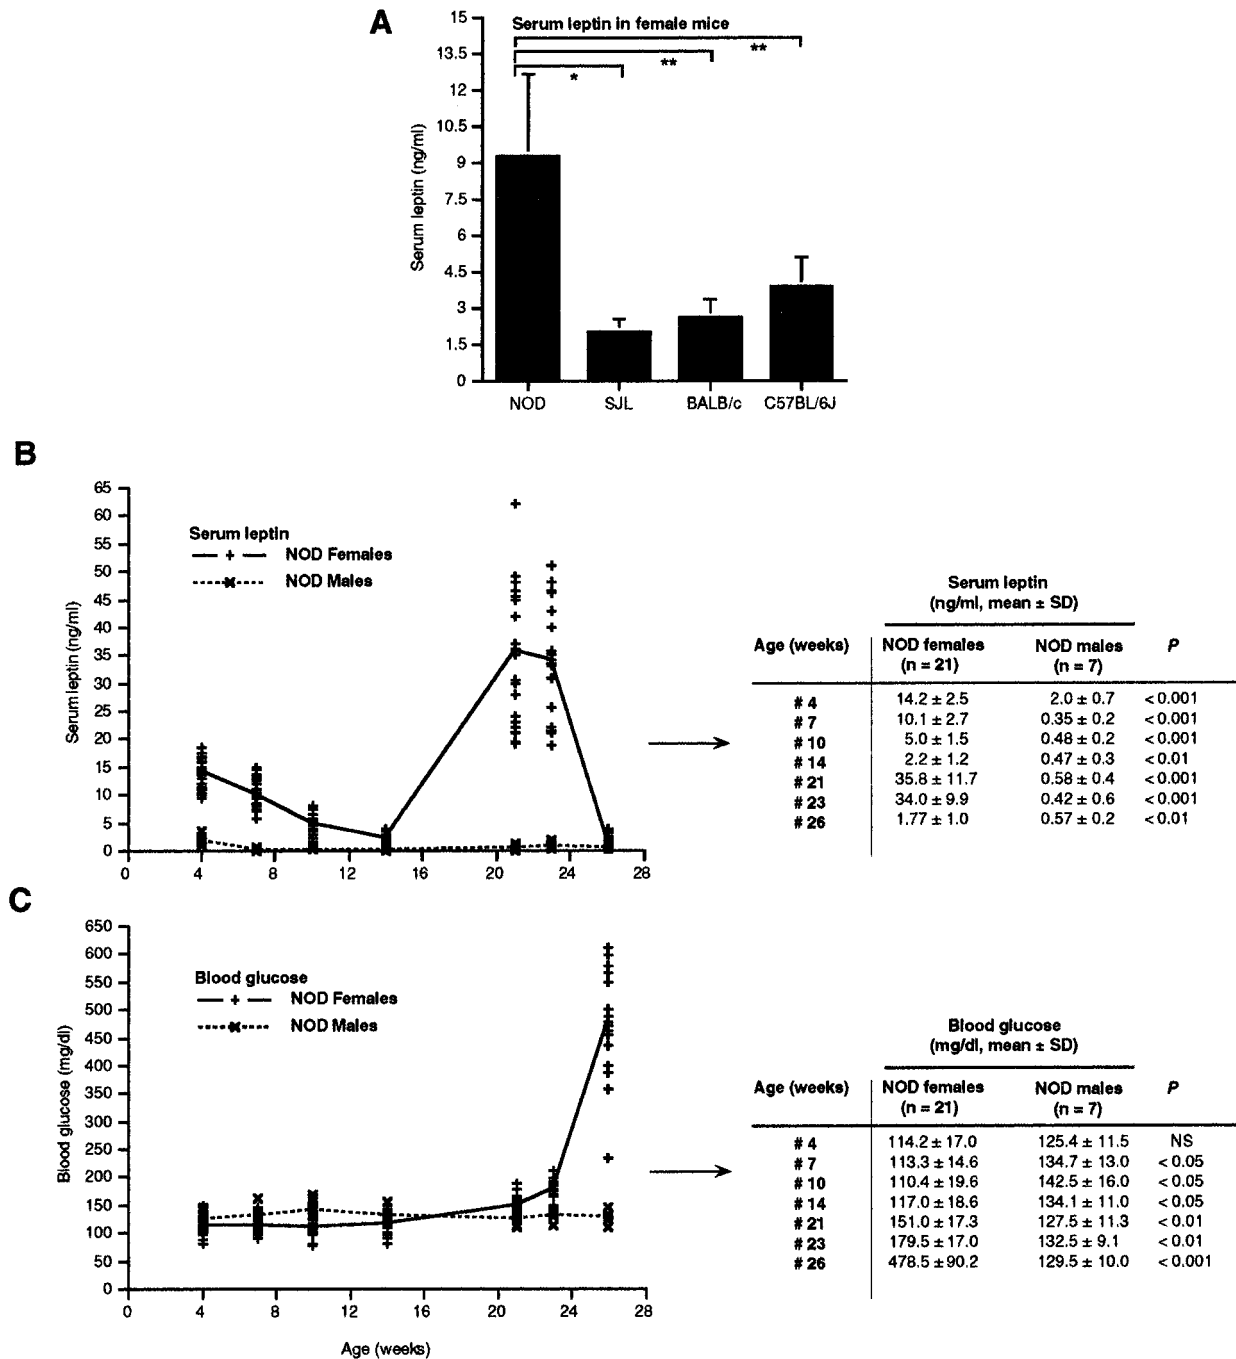 A
Serum leptin in female mice
**
**
*
15
13.5
12
10.5
9
7.5
6
4.5
3
1.5
0
Serum leptin (ng/ml)
NOD SJL BALB/c C57BL/6J
B
65
60
55
50
45
40
35
30
25
20
15
10
5
0
Serum leptin (ng/ml)
Serum leptin
NOD Females
NOD Males
0 4 8 12 16 20 24 28
Serum leptin
(ng/ml, mean ± SD)
Age (weeks) NOD females NOD males P
(n = 21) (n = 7)
# 4 14.2 ± 2.5 2.0 ± 0.7 < 0.001
# 7 10.1 ± 2.7 0.35 ± 0.2 < 0.001
# 10 5.0 ± 1.5 0.48 ± 0.2 < 0.001
# 14 2.2 ± 1.2 0.47 ± 0.3 < 0.01
# 21 35.8 ± 11.7 0.58 ± 0.4 < 0.001
# 23 34.0 ± 9.9 0.42 ± 0.6 < 0.001
# 26 1.77 ± 1.0 0.57 ± 0.2 < 0.01
C
650
600
550
500
450
400
350
300
250
200
150
100
50
0
Blood glucose (mg/dl)
Blood glucose
NOD Females
NOD Males
0 4 8 12 16 20 24 28
Age (weeks)
Blood glucose
(mg/dl, mean ± SD)
Age (weeks) NOD females NOD males P
(n = 21) (n = 7)
# 4 114.2 ± 17.0 125.4 ± 11.5 NS
# 7 113.3 ± 14.6 134.7 ± 13.0 < 0.05
# 10 110.4 ± 19.6 142.5 ± 16.0 < 0.05
# 14 117.0 ± 18.6 134.1 ± 11.0 < 0.05
# 21 151.0 ± 17.3 127.5 ± 11.3 < 0.01
# 23 179.5 ± 17.0 132.5 ± 9.1 < 0.01
# 26 478.5 ± 90.2 129.5 ± 10.0 < 0.001